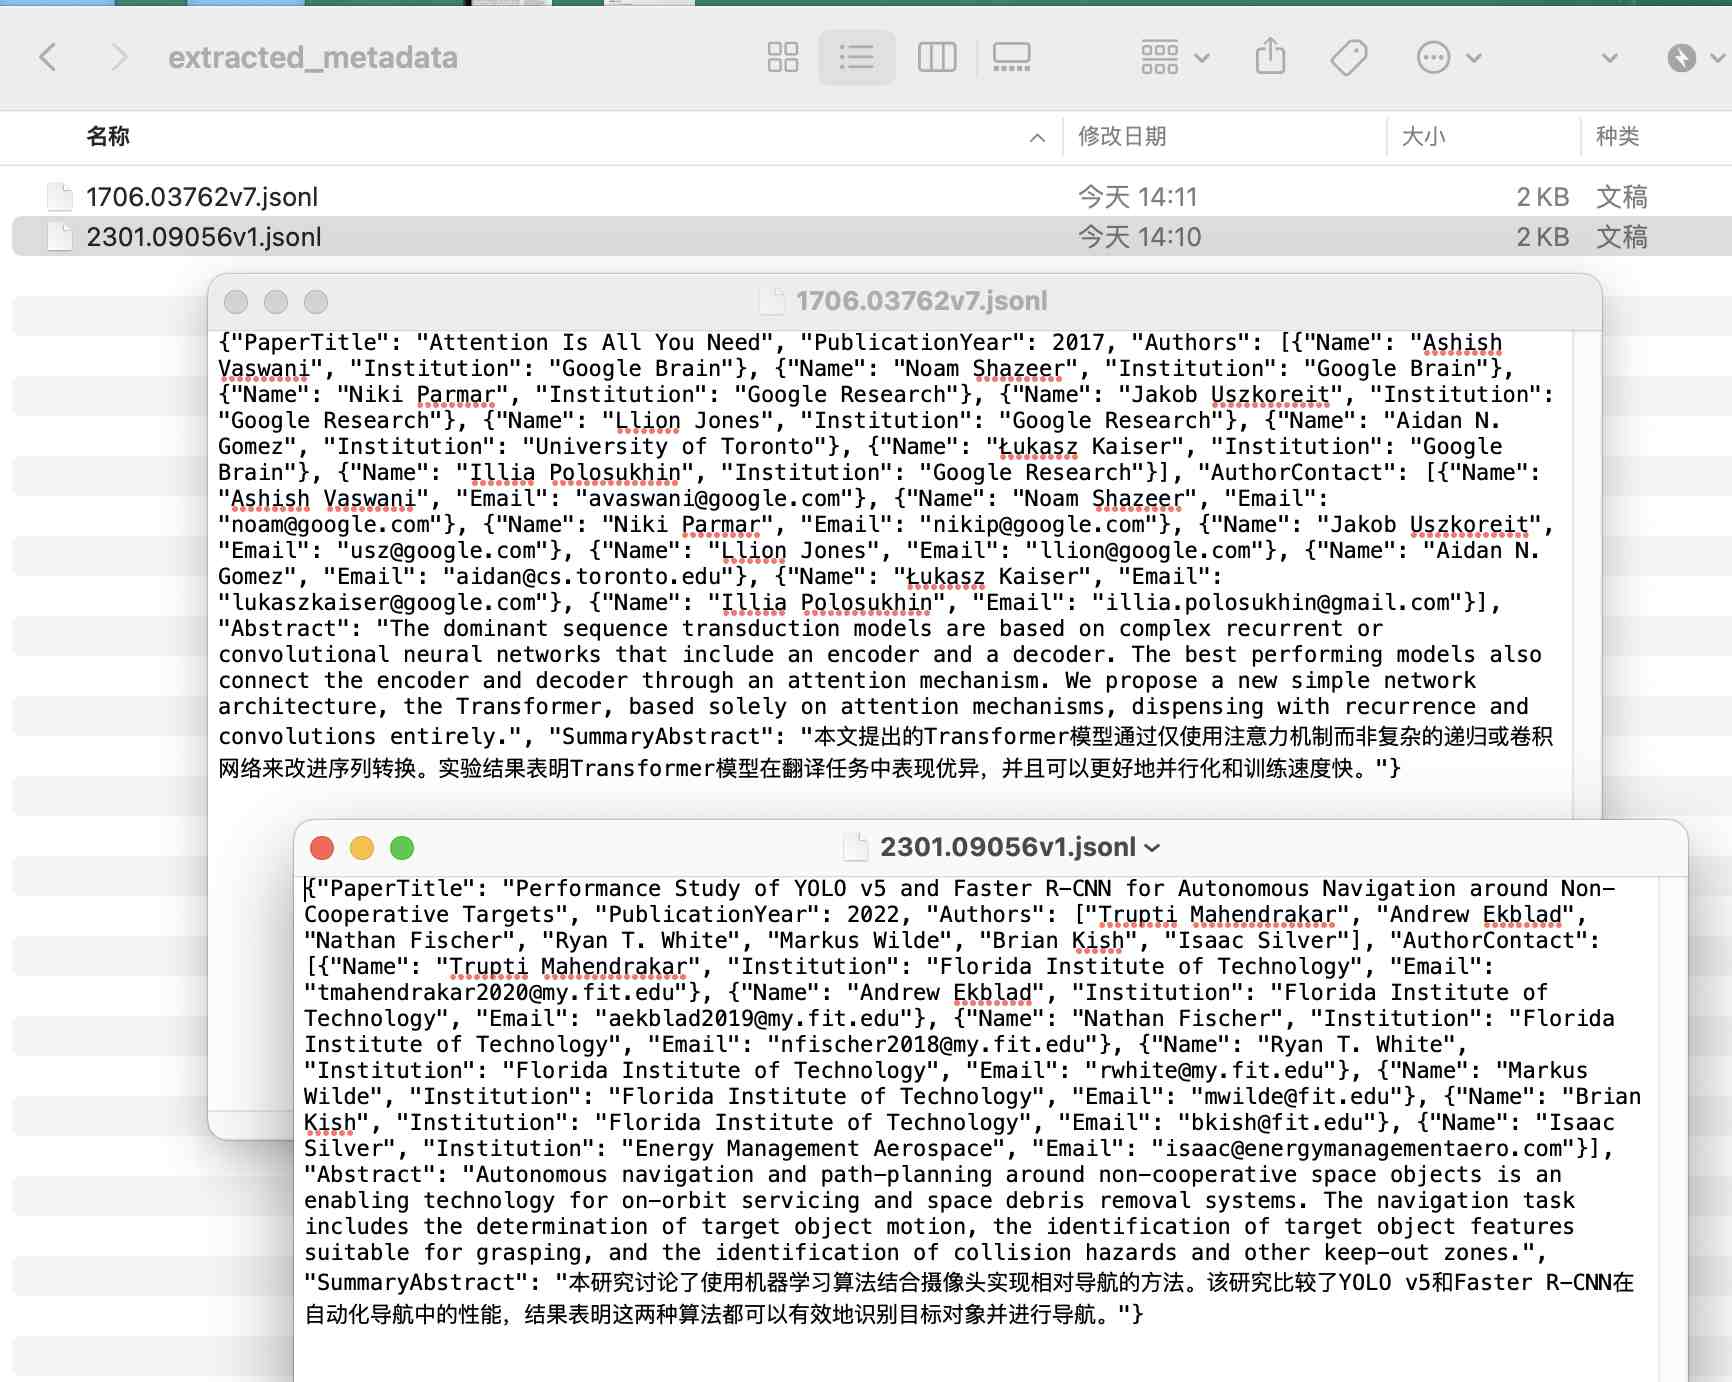 extracted_metadata
名称 修改日期 大小 种类
1706.03762v7.jsonl 今天 14:11 2 KB 文稿
2301.09056v1.jsonl 今天 14:10 2 KB 文稿
1706.03762v7.jsonl
{"PaperTitle": "Attention Is All You Need", "PublicationYear": 2017, "Authors": [{"Name": "Ashish
Vaswani", "Institution": "Google Brain"}, {"Name": "Noam Shazeer", "Institution": "Google Brain"},
{"Name": "Niki Parmar", "Institution": "Google Research"}, {"Name": "Jakob Uszkoreit", "Institution":
"Google Research"}, {"Name": "Llion Jones", "Institution": "Google Research"}, {"Name": "Aidan N.
Gomez", "Institution": "University of Toronto"}, {"Name": "Łukasz Kaiser", "Institution": "Google
Brain"}, {"Name": "Illia Polosukhin", "Institution": "Google Research"}], "AuthorContact": [{"Name":
"Ashish Vaswani", "Email": "avaswani@google.com"}, {"Name": "Noam Shazeer", "Email":
"noam@google.com"}, {"Name": "Niki Parmar", "Email": "nikip@google.com"}, {"Name": "Jakob Uszkoreit",
"Email": "usz@google.com"}, {"Name": "Llion Jones", "Email": "llion@google.com"}, {"Name": "Aidan N.
Gomez", "Email": "aidan@cs.toronto.edu"}, {"Name": "Łukasz Kaiser", "Email":
"lukaszkaiser@google.com"}, {"Name": "Illia Polosukhin", "Email": "illia.polosukhin@gmail.com"}],
"Abstract": "The dominant sequence transduction models are based on complex recurrent or
convolutional neural networks that include an encoder and a decoder. The best performing models also
connect the encoder and decoder through an attention mechanism. We propose a new simple network
architecture, the Transformer, based solely on attention mechanisms, dispensing with recurrence and
convolutions entirely.", "SummaryAbstract": "本文提出的Transformer模型通过仅使用注意力机制而非复杂的递归或卷积
网络来改进序列转换。实验结果表明Transformer模型在翻译任务中表现优异，并且可以更好地并行化和训练速度快。"}
2301.09056v1.jsonl
{"PaperTitle": "Performance Study of YOLO v5 and Faster R-CNN for Autonomous Navigation around Non-
Cooperative Targets", "PublicationYear": 2022, "Authors": ["Trupti Mahendrakar", "Andrew Ekblad",
"Nathan Fischer", "Ryan T. White", "Markus Wilde", "Brian Kish", "Isaac Silver"], "AuthorContact":
[{"Name": "Trupti Mahendrakar", "Institution": "Florida Institute of Technology", "Email":
"tmahendrakar2020@my.fit.edu"}, {"Name": "Andrew Ekblad", "Institution": "Florida Institute of
Technology", "Email": "aekblad2019@my.fit.edu"}, {"Name": "Nathan Fischer", "Institution": "Florida
Institute of Technology", "Email": "nfischer2018@my.fit.edu"}, {"Name": "Ryan T. White",
"Institution": "Florida Institute of Technology", "Email": "rwhite@my.fit.edu"}, {"Name": "Markus
Wilde", "Institution": "Florida Institute of Technology", "Email": "mwilde@fit.edu"}, {"Name": "Brian
Kish", "Institution": "Florida Institute of Technology", "Email": "bkish@fit.edu"}, {"Name": "Isaac
Silver", "Institution": "Energy Management Aerospace", "Email": "isaac@energymanagementaero.com"}],
"Abstract": "Autonomous navigation and path-planning around non-cooperative space objects is an
enabling technology for on-orbit servicing and space debris removal systems. The navigation task
includes the determination of target object motion, the identification of target object features
suitable for grasping, and the identification of collision hazards and other keep-out zones.",
"SummaryAbstract": "本研究讨论了使用机器学习算法结合摄像头实现相对导航的方法。该研究比较了YOLO v5和Faster R-CNN在
自动化导航中的性能，结果表明这两种算法都可以有效地识别目标对象并进行导航。"}